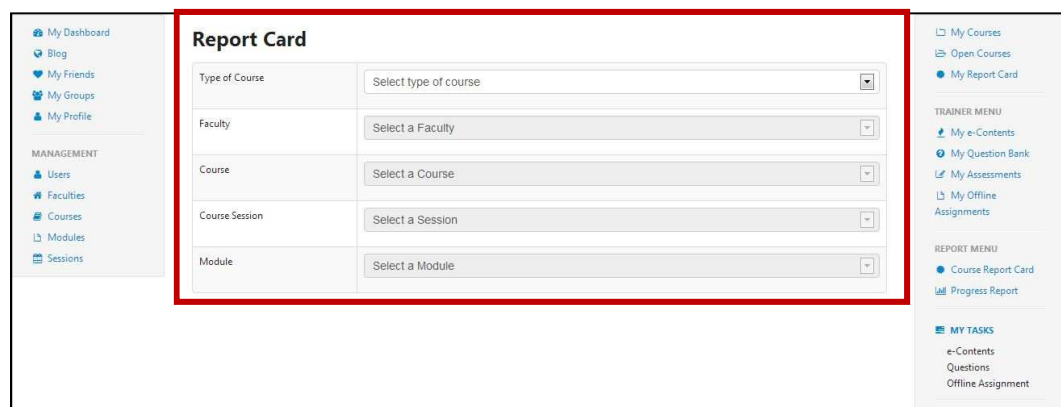 My Dashboard
Blog
My Friends
My Groups
My Profile
MANAGEMENT
Users
Faculties
Courses
Modules
Sessions
Report Card
Type of Course
Select type of course
Faculty
Select a Faculty
Course
Select a Course
Course Session
Select a Session
Module
Select a Module
My Courses
Open Courses
My Report Card
TRAINER MENU
My e-Contents
My Question Bank
My Assessments
My Offline
Assignments
REPORT MENU
Course Report Card
Progress Report
MY TASKS
e-Contents
Questions
Offline Assignment